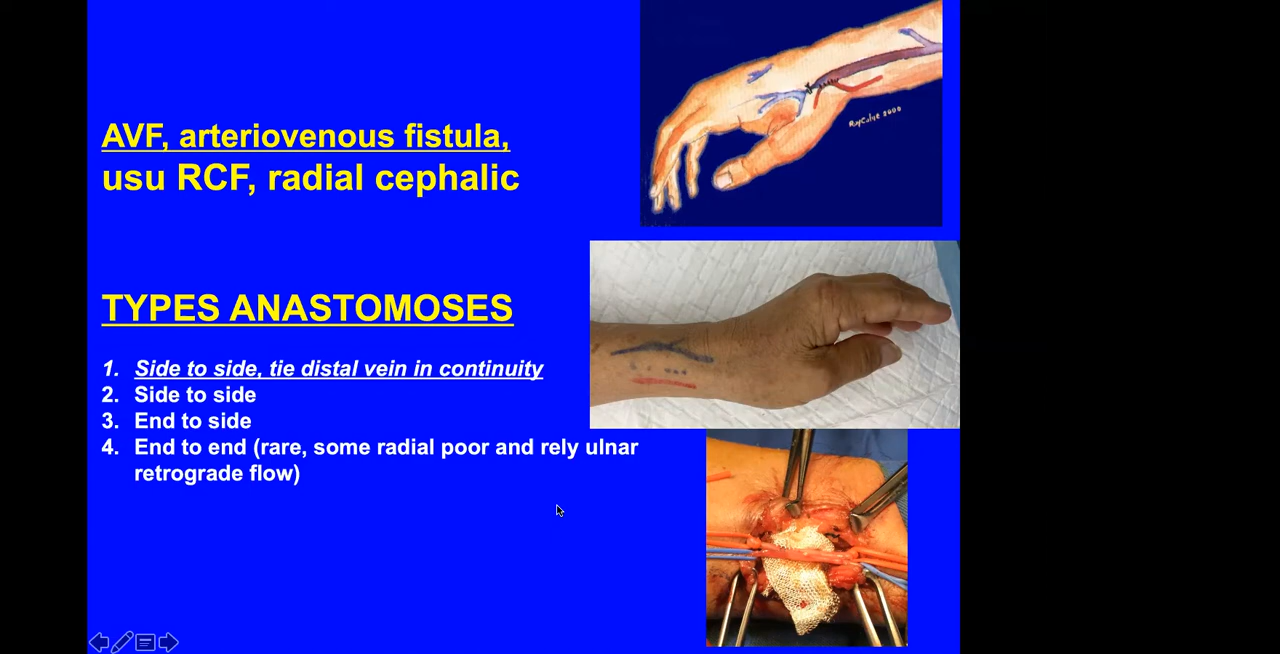 AVF, arteriovenous fistula,
usu RCF, radial cephalic
RayColye 2000
TYPES ANASTOMOSES
1. Side to side, tie distal vein in continuity
2. Side to side
3. End to side
4. End to end (rare, some radial poor and rely ulnar
retrograde flow)